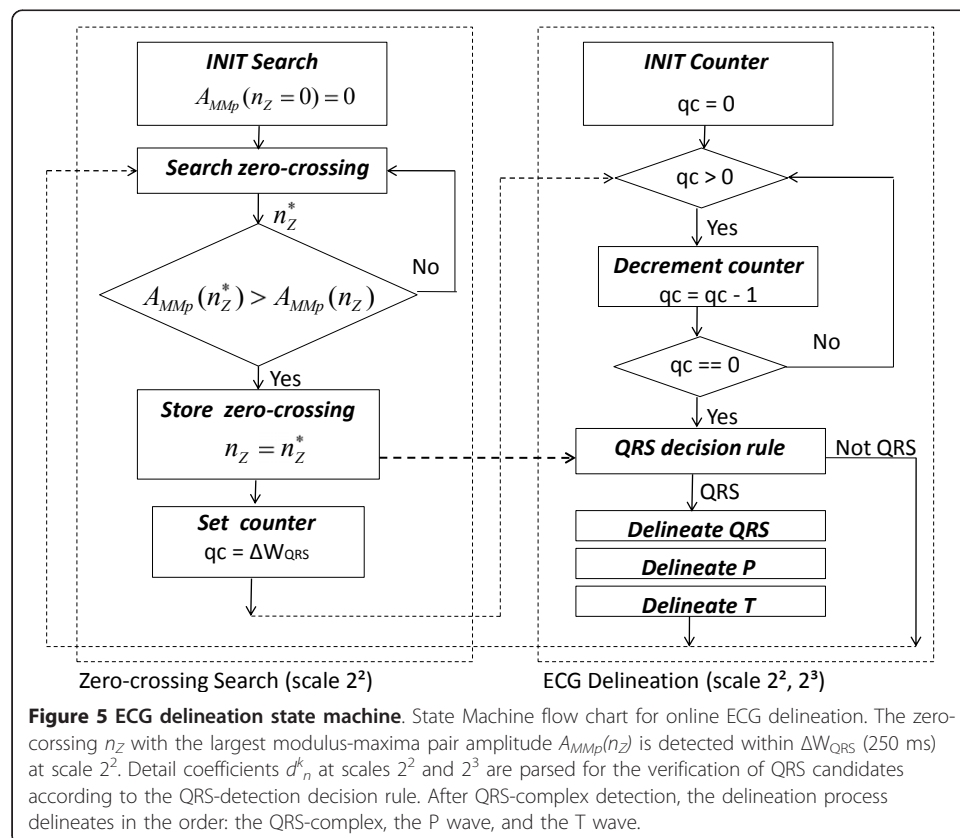 INIT Search
A_MMp(n_Z = 0) = 0
Search zero-crossing
n_Z^*
No
A_MMp(n_Z^*) > A_MMp(n_Z)
Yes
Store zero-crossing
n_Z = n_Z^*
Set counter
qc = ΔW_QRS
Zero-crossing Search (scale 2²)
INIT Counter
qc = 0
qc > 0
Yes
Decrement counter
qc = qc - 1
No
qc == 0
Yes
QRS decision rule
Not QRS
QRS
Delineate QRS
Delineate P
Delineate T
ECG Delineation (scale 2², 2³)
Figure 5 ECG delineation state machine. State Machine flow chart for online ECG delineation. The zero-
corssing n_Z with the largest modulus-maxima pair amplitude A_MMp(n_Z) is detected within ΔW_QRS (250 ms)
at scale 2². Detail coefficients d^k_n at scales 2² and 2³ are parsed for the verification of QRS candidates
according to the QRS-detection decision rule. After QRS-complex detection, the delineation process
delineates in the order: the QRS-complex, the P wave, and the T wave.